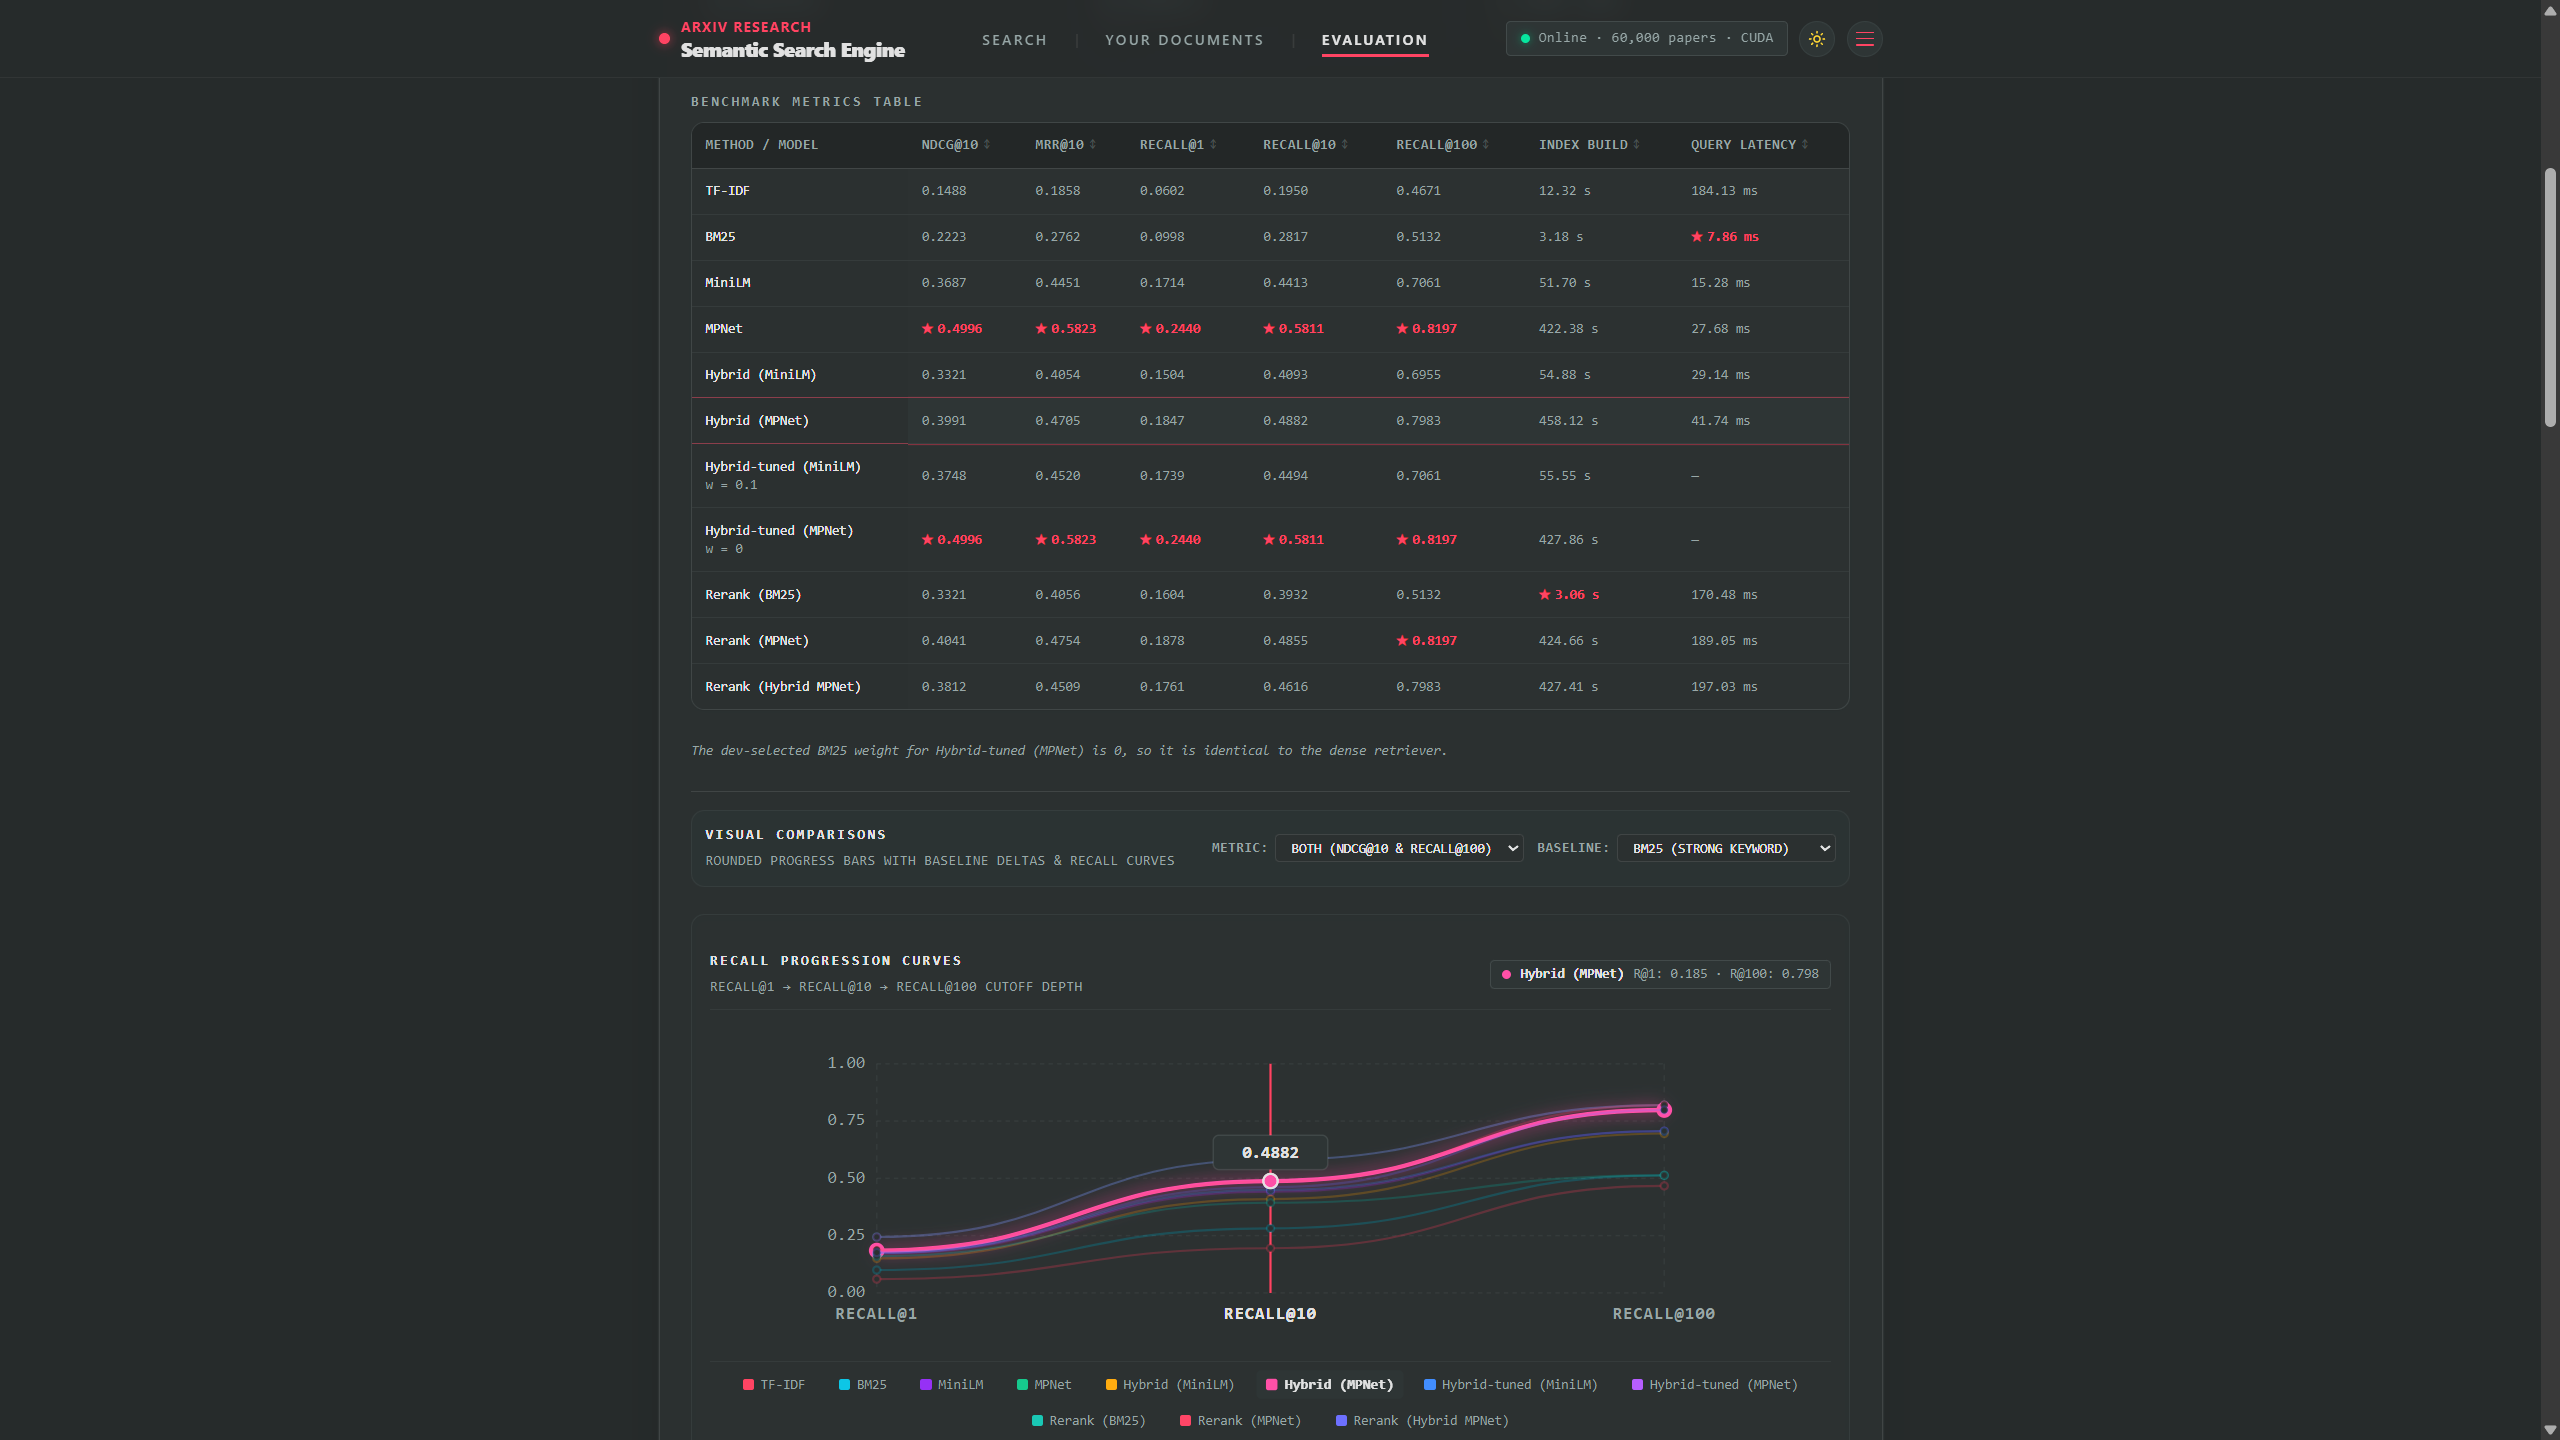 ARXIV RESEARCH
Semantic Search Engine
SEARCH | YOUR DOCUMENTS | EVALUATION
Online · 60,000 papers · CUDA
BENCHMARK METRICS TABLE
METHOD / MODEL NDCG@10 MRR@10 RECALL@1 RECALL@10 RECALL@100 INDEX BUILD QUERY LATENCY
TF-IDF 0.1488 0.1858 0.0602 0.1950 0.4671 12.32 s 184.13 ms
BM25 0.2223 0.2762 0.0998 0.2817 0.5132 3.18 s ★ 7.86 ms
MiniLM 0.3687 0.4451 0.1714 0.4413 0.7061 51.70 s 15.28 ms
MPNet ★ 0.4996 ★ 0.5823 ★ 0.2440 ★ 0.5811 ★ 0.8197 422.38 s 27.68 ms
Hybrid (MiniLM) 0.3321 0.4054 0.1504 0.4093 0.6955 54.88 s 29.14 ms
Hybrid (MPNet) 0.3991 0.4705 0.1847 0.4882 0.7983 458.12 s 41.74 ms
Hybrid-tuned (MiniLM) 0.3748 0.4520 0.1739 0.4494 0.7061 55.55 s —
w = 0.1
Hybrid-tuned (MPNet) ★ 0.4996 ★ 0.5823 ★ 0.2440 ★ 0.5811 ★ 0.8197 427.86 s —
w = 0
Rerank (BM25) 0.3321 0.4056 0.1604 0.3932 0.5132 ★ 3.06 s 170.48 ms
Rerank (MPNet) 0.4041 0.4754 0.1878 0.4855 ★ 0.8197 424.66 s 189.05 ms
Rerank (Hybrid MPNet) 0.3812 0.4509 0.1761 0.4616 0.7983 427.41 s 197.03 ms
The dev-selected BM25 weight for Hybrid-tuned (MPNet) is 0, so it is identical to the dense retriever.
VISUAL COMPARISONS
ROUNDED PROGRESS BARS WITH BASELINE DELTAS & RECALL CURVES
METRIC: BOTH (NDCG@10 & RECALL@100) BASELINE: BM25 (STRONG KEYWORD)
RECALL PROGRESSION CURVES
RECALL@1 → RECALL@10 → RECALL@100 CUTOFF DEPTH
Hybrid (MPNet) R@1: 0.185 · R@100: 0.798
1.00
0.75
0.4882
0.50
0.25
0.00
RECALL@1 RECALL@10 RECALL@100
TF-IDF BM25 MiniLM MPNet Hybrid (MiniLM) Hybrid (MPNet) Hybrid-tuned (MiniLM) Hybrid-tuned (MPNet)
Rerank (BM25) Rerank (MPNet) Rerank (Hybrid MPNet)